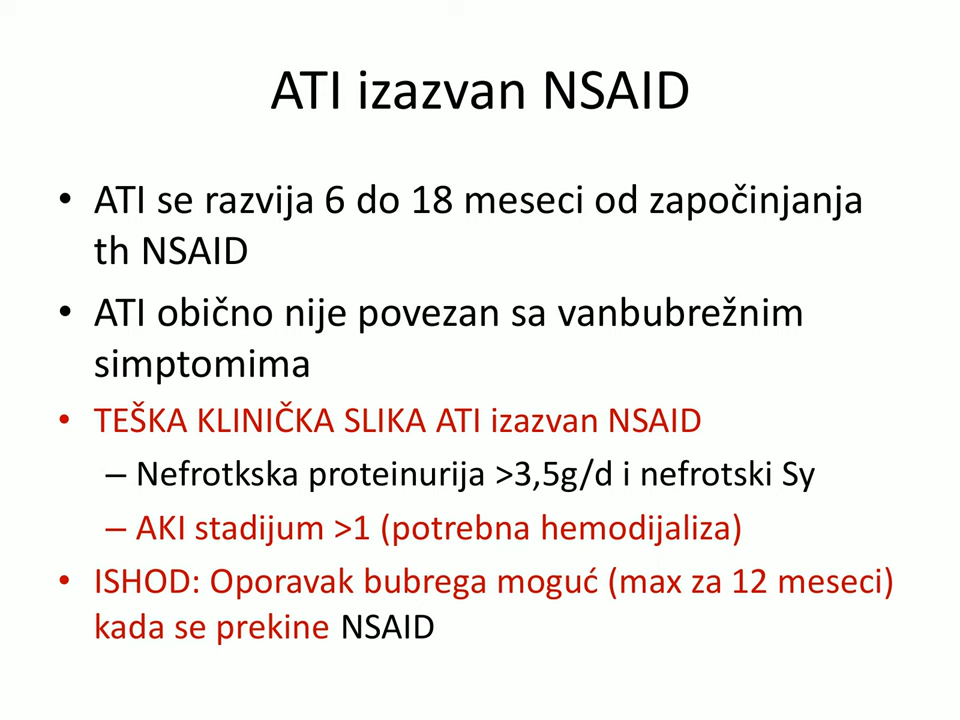 ATI izazvan NSAID
• ATI se razvija 6 do 18 meseci od započinjanja
th NSAID
• ATI obično nije povezan sa vanbubrežnim
simptomima
• TEŠKA KLINIČKA SLIKA ATI izazvan NSAID
– Nefrotkska proteinurija >3,5g/d i nefrotski Sy
– AKI stadijum >1 (potrebna hemodijaliza)
• ISHOD: Oporavak bubrega moguć (max za 12 meseci)
kada se prekine NSAID